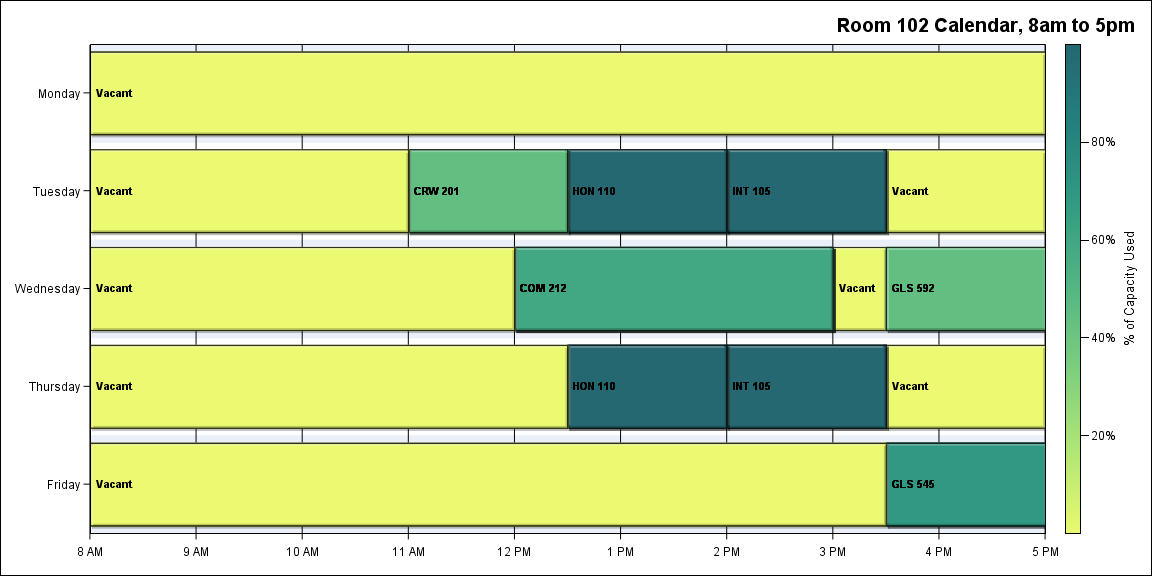 Room 102 Calendar, 8am to 5pm
Monday
Vacant
Tuesday
Vacant
CRW 201
HON 110
INT 105
Vacant
Wednesday
Vacant
COM 212
Vacant
GLS 592
Thursday
Vacant
HON 110
INT 105
Vacant
Friday
Vacant
GLS 545
8 AM
9 AM
10 AM
11 AM
12 PM
1 PM
2 PM
3 PM
4 PM
5 PM
80%
60%
40%
20%
% of Capacity Used